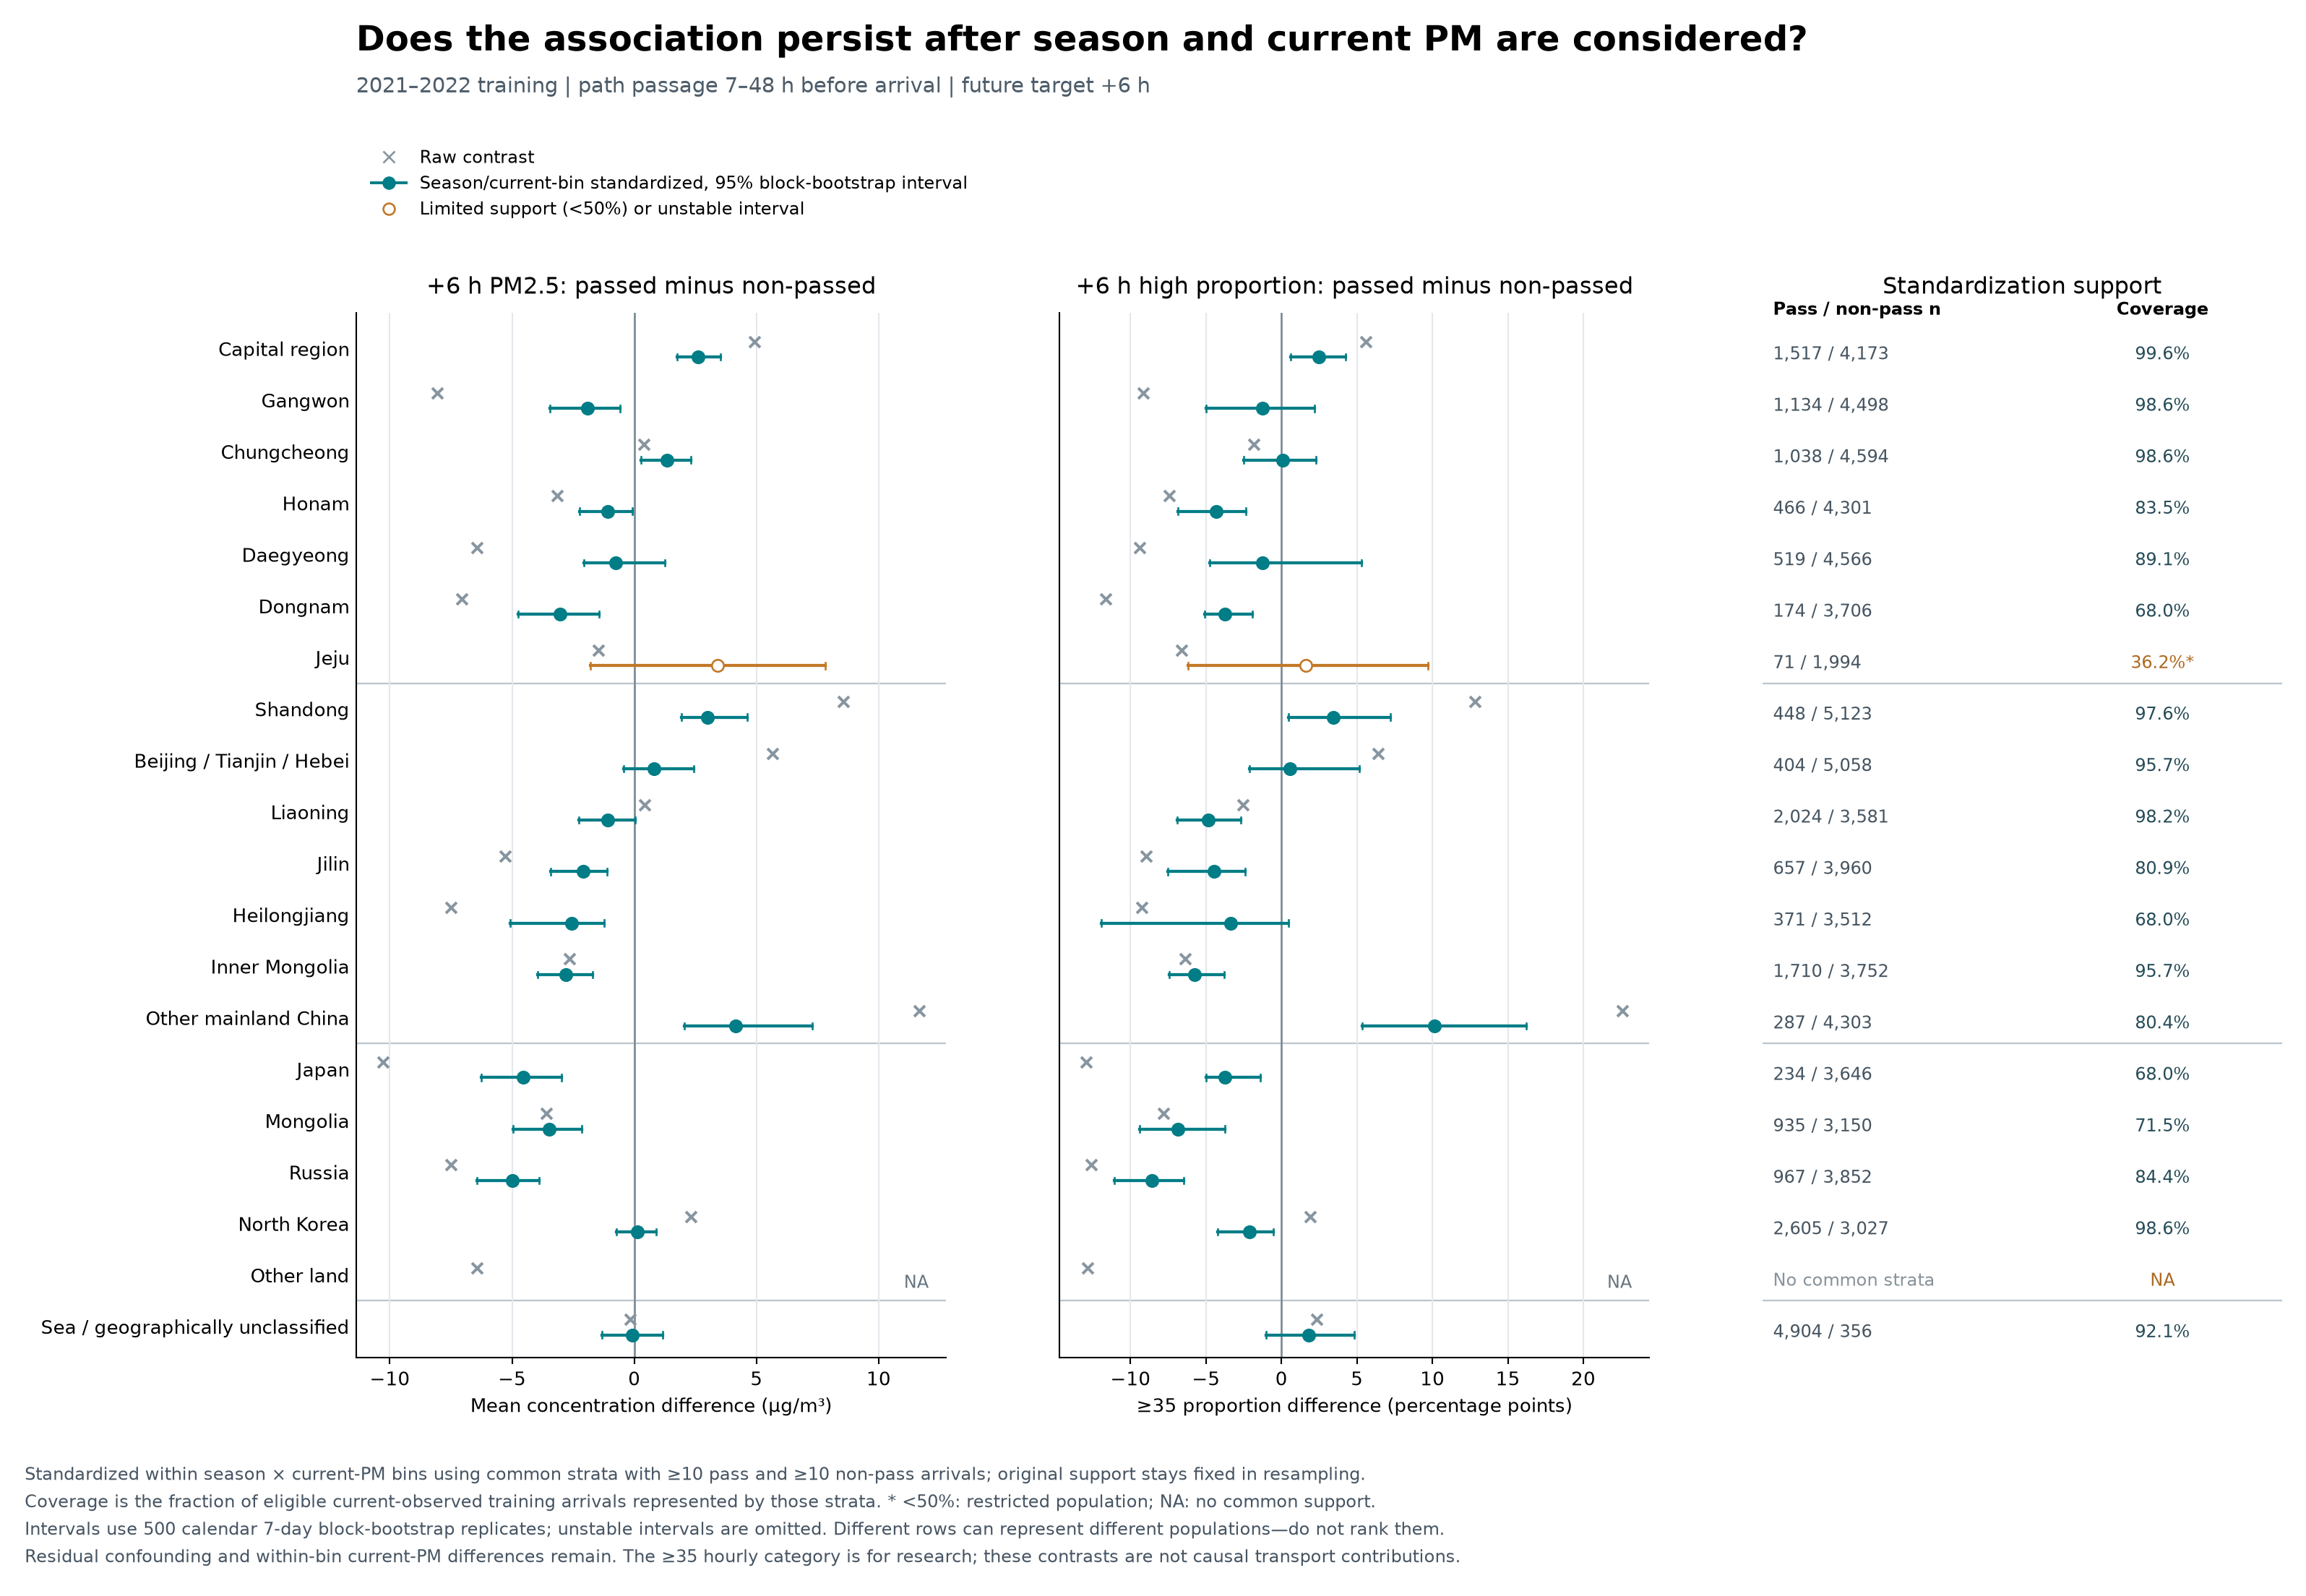 Does the association persist after season and current PM are considered?
2021–2022 training | path passage 7–48 h before arrival | future target +6 h
Raw contrast
Season/current-bin standardized, 95% block-bootstrap interval
Limited support (<50%) or unstable interval
+6 h PM2.5: passed minus non-passed
+6 h high proportion: passed minus non-passed
Standardization support
Pass / non-pass n Coverage
Capital region 1,517 / 4,173 99.6%
Gangwon 1,134 / 4,498 98.6%
Chungcheong 1,038 / 4,594 98.6%
Honam 466 / 4,301 83.5%
Daegyeong 519 / 4,566 89.1%
Dongnam 174 / 3,706 68.0%
Jeju 71 / 1,994 36.2%*
Shandong 448 / 5,123 97.6%
Beijing / Tianjin / Hebei 404 / 5,058 95.7%
Liaoning 2,024 / 3,581 98.2%
Jilin 657 / 3,960 80.9%
Heilongjiang 371 / 3,512 68.0%
Inner Mongolia 1,710 / 3,752 95.7%
Other mainland China 287 / 4,303 80.4%
Japan 234 / 3,646 68.0%
Mongolia 935 / 3,150 71.5%
Russia 967 / 3,852 84.4%
North Korea 2,605 / 3,027 98.6%
Other land NA NA No common strata NA
Sea / geographically unclassified 4,904 / 356 92.1%
−10 −5 0 5 10
−10 −5 0 5 10 15 20
Mean concentration difference (µg/m³)
≥35 proportion difference (percentage points)
Standardized within season × current-PM bins using common strata with ≥10 pass and ≥10 non-pass arrivals; original support stays fixed in resampling.
Coverage is the fraction of eligible current-observed training arrivals represented by those strata. * <50%: restricted population; NA: no common support.
Intervals use 500 calendar 7-day block-bootstrap replicates; unstable intervals are omitted. Different rows can represent different populations—do not rank them.
Residual confounding and within-bin current-PM differences remain. The ≥35 hourly category is for research; these contrasts are not causal transport contributions.